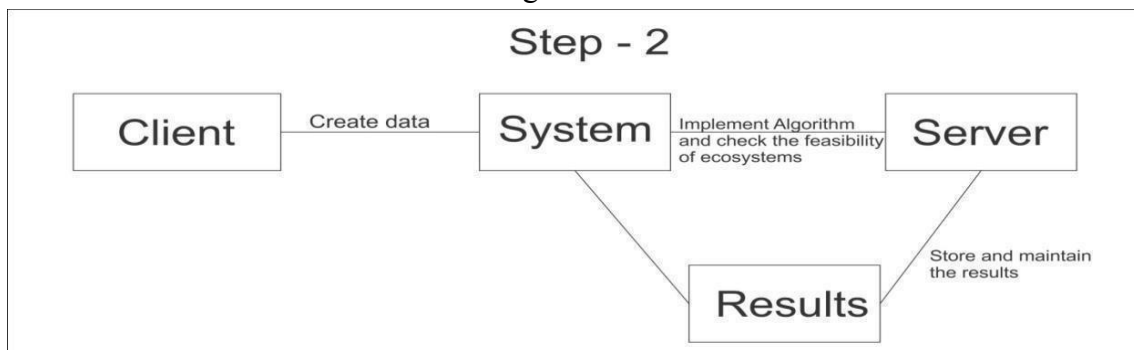 Step - 2
Client
Create data
System
Implement Algorithm
and check the feasibility
of ecosystems
Server
Store and maintain
the results
Results